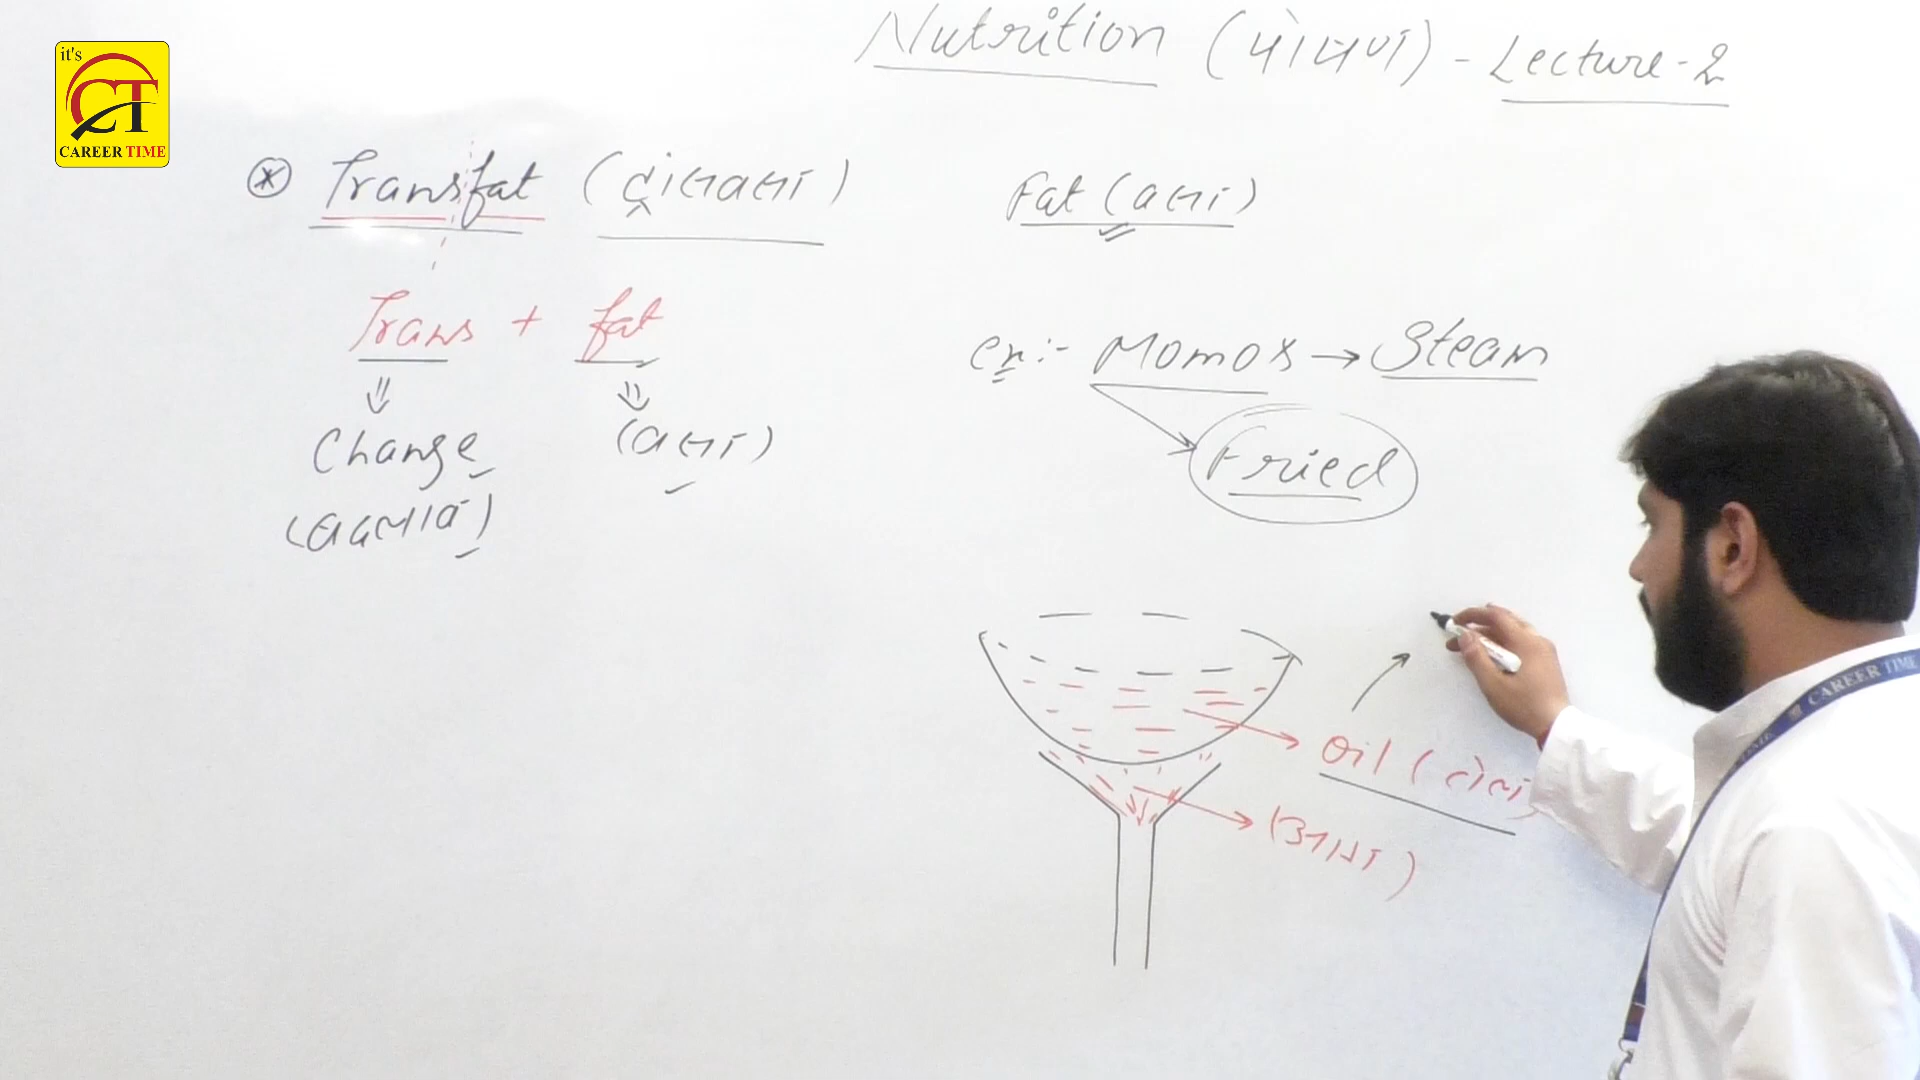 it's
CT
CAREER TIME
Nutrition (पोषण) - Lecture-2
Transfat (ट्रांसवसा)
Fat (वसा)
Trans + fat
ex:- Momos → Steam
Change
(वसा)
Fried
(बदलाव)
Oil (तेल
CAREER TIME